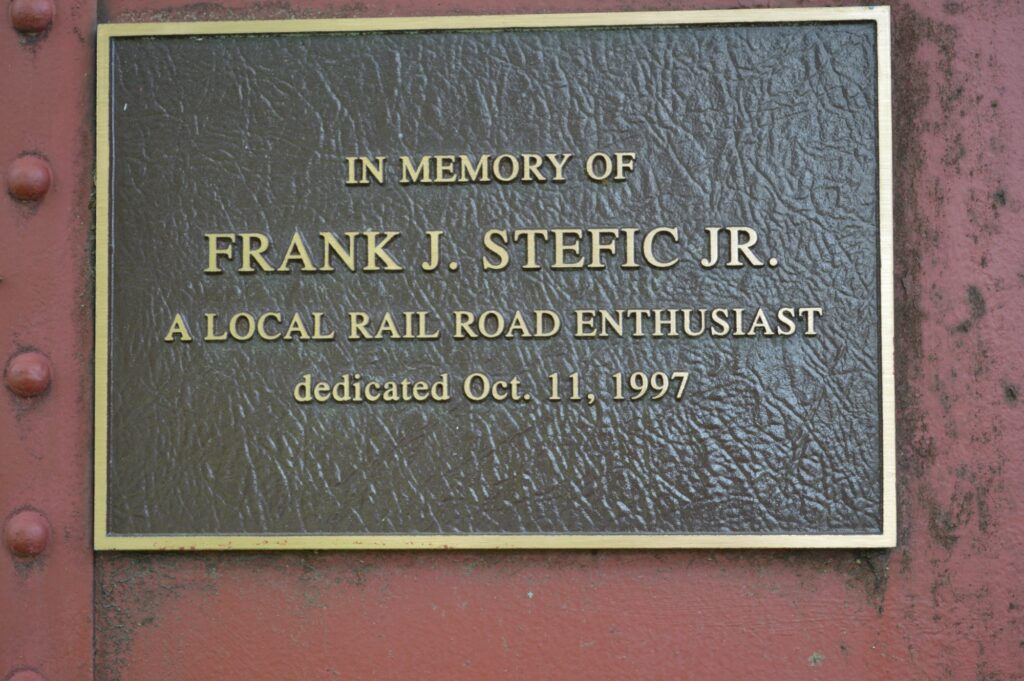 IN MEMORY OF
FRANK J. STEFIC JR.
A LOCAL RAIL ROAD ENTHUSIAST
dedicated Oct. 11, 1997